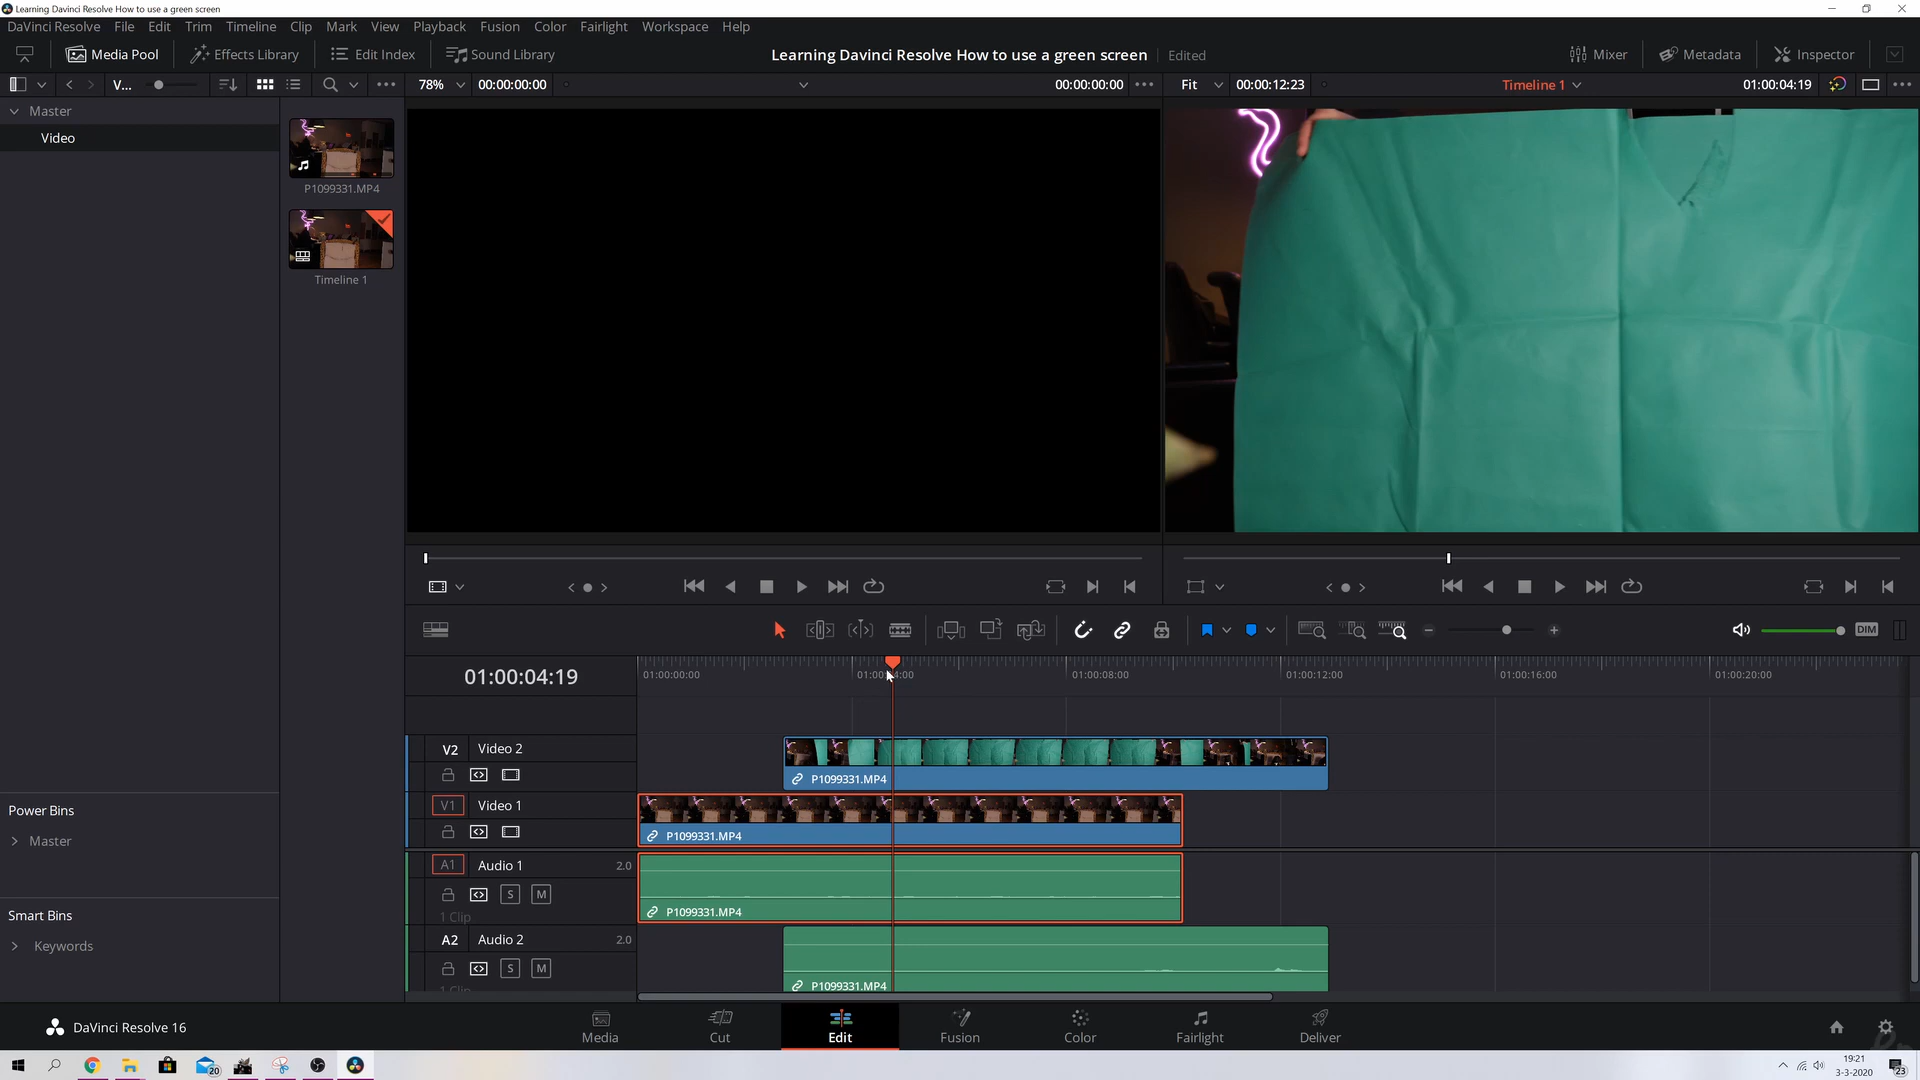 Learning Davinci Resolve How to use a green screen
DaVinci Resolve File Edit Trim Timeline Clip Mark View Playback Fusion Color Fairlight Workspace Help
Media Pool Effects Library Edit Index Sound Library Learning Davinci Resolve How to use a green screen Edited Mixer Metadata Inspector
V... 78% 00:00:00:00 00:00:00:00 Fit 00:00:12:23 Timeline 1 01:00:04:19
Master
Video
P1099331.MP4
Timeline 1
DIM
01:00:04:19 01:00:00:00 01:00:08:00 01:00:12:00 01:00:16:00 01:00:20:00
V2 Video 2
P1099331.MP4
V1 Video 1
P1099331.MP4
Power Bins
Master
A1 Audio 1 2.0
S M
1 Clip
P1099331.MP4
Smart Bins
Keywords
A2 Audio 2 2.0
S M
P1099331.MP4
DaVinci Resolve 16
Media Cut Edit Fusion Color Fairlight Deliver
20
19:21
3-3-2020
23